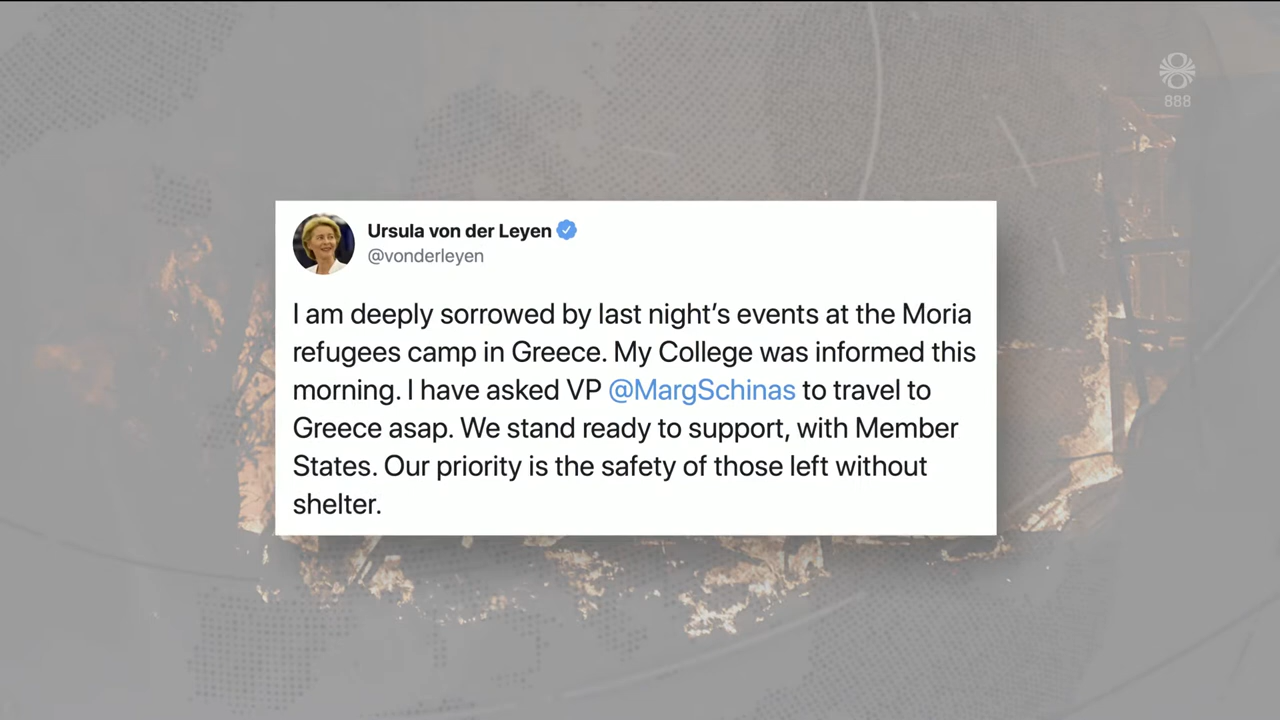 888
Ursula von der Leyen
@vonderleyen
I am deeply sorrowed by last night’s events at the Moria
refugees camp in Greece. My College was informed this
morning. I have asked VP @MargSchinas to travel to
Greece asap. We stand ready to support, with Member
States. Our priority is the safety of those left without
shelter.